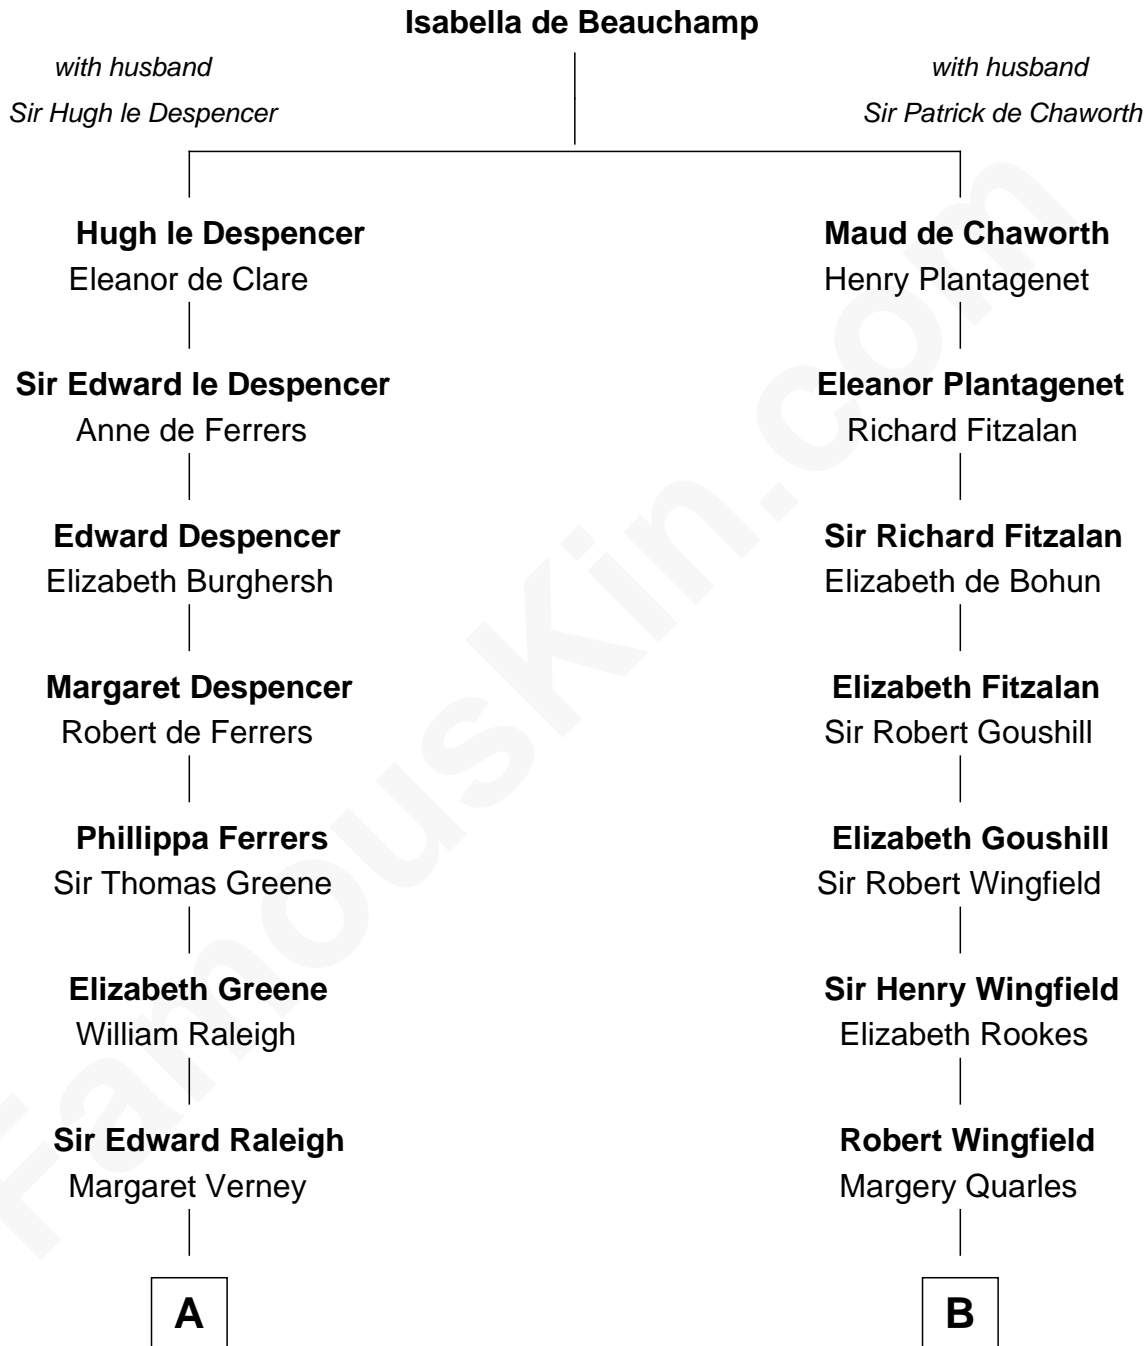 Isabella de Beauchamp
with husband
Sir Hugh le Despencer
with husband
Sir Patrick de Chaworth
Hugh le Despencer
Eleanor de Clare
Sir Edward le Despencer
Anne de Ferrers
Edward Despencer
Elizabeth Burghersh
Margaret Despencer
Robert de Ferrers
Phillippa Ferrers
Sir Thomas Greene
Elizabeth Greene
William Raleigh
Sir Edward Raleigh
Margaret Verney
A
Maud de Chaworth
Henry Plantagenet
Eleanor Plantagenet
Richard Fitzalan
Sir Richard Fitzalan
Elizabeth de Bohun
Elizabeth Fitzalan
Sir Robert Goushill
Elizabeth Goushill
Sir Robert Wingfield
Sir Henry Wingfield
Elizabeth Rookes
Robert Wingfield
Margery Quarles
B
FamousKin.com